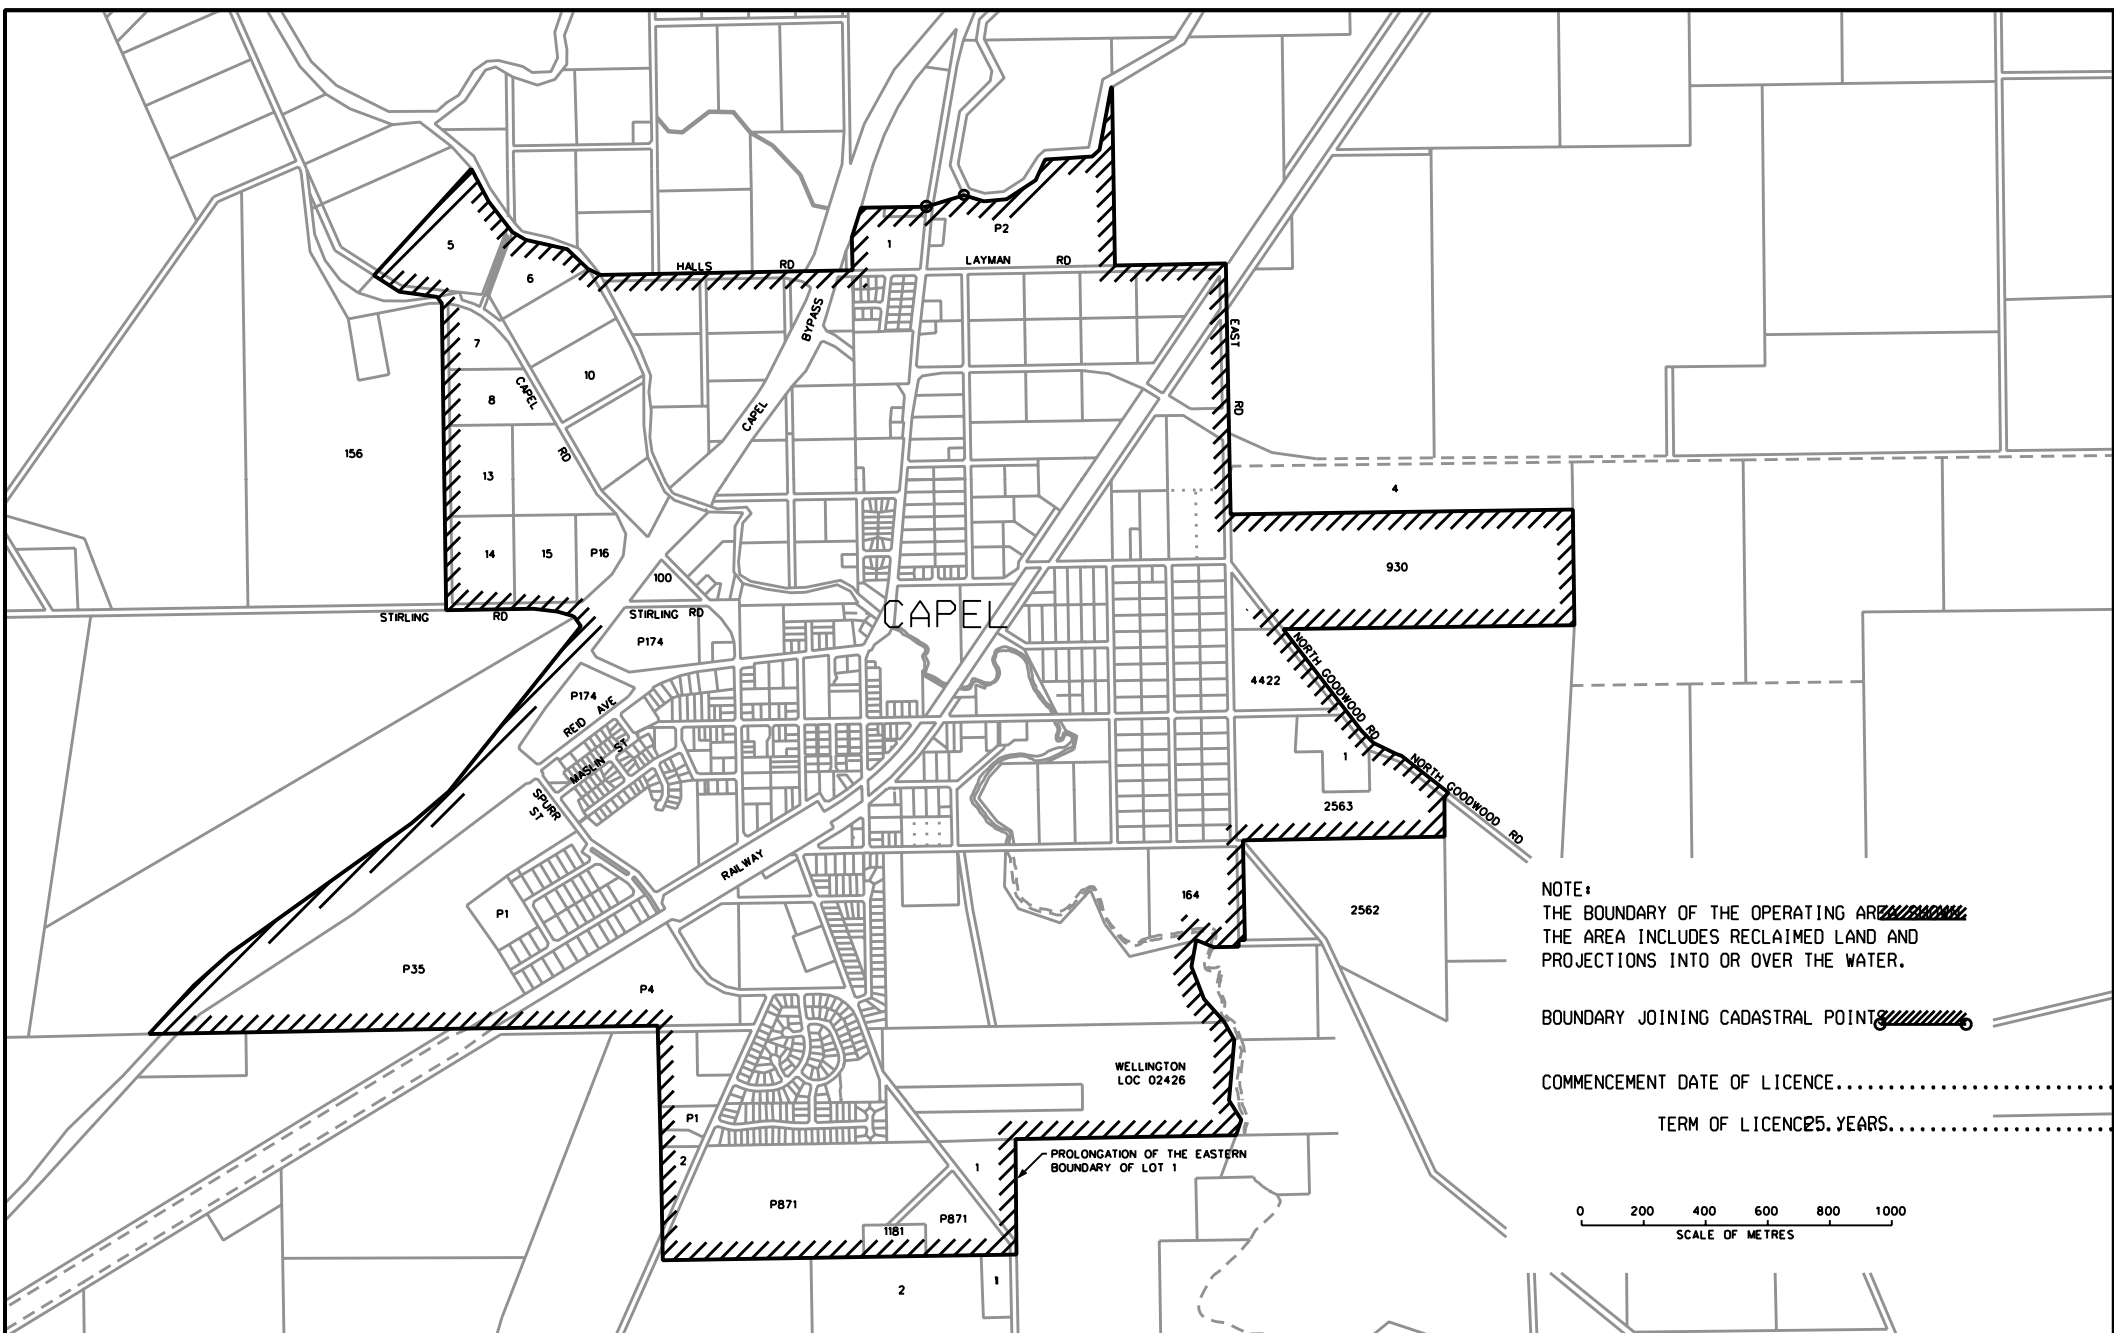 5
6
HALLS RD
1
P2
LAYMAN RD
BYPASS
EAST
RD
7
10
8
CAPEL
RD
CAPEL
156
13
4
14
15
P16
100
930
STIRLING RD
STIRLING RD
CAPEL
P174
NORTH GOODWOOD RD
4422
P174
REID AVE
MASLIN ST
1
NORTH GOODWOOD RD
SPURR
ST
2563
RAILWAY
164
P1
2562
P35
P4
NOTE:
THE BOUNDARY OF THE OPERATING AREA SHOWN
THE AREA INCLUDES RECLAIMED LAND AND
PROJECTIONS INTO OR OVER THE WATER.
BOUNDARY JOINING CADASTRAL POINTS
COMMENCEMENT DATE OF LICENCE..........................
TERM OF LICENCE25.YEARS..........................
WELLINGTON
LOC 02426
P1
2
1
PROLONGATION OF THE EASTERN
BOUNDARY OF LOT 1
P871
P871
1181
2
1
0 200 400 600 800 1000
SCALE OF METRES